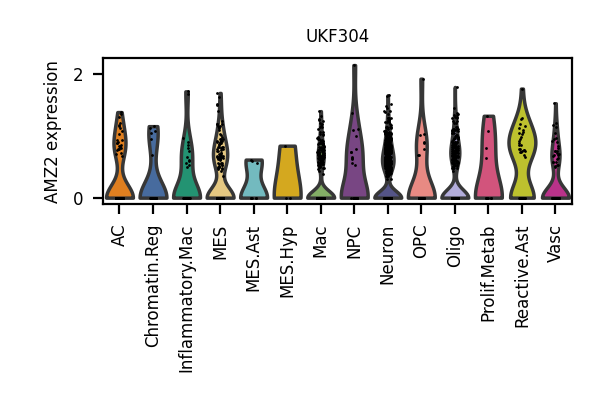 UKF304
AMZ2 expression
2
0
AC
Chromatin.Reg
Inflammatory.Mac
MES
MES.Ast
MES.Hyp
Mac
NPC
Neuron
OPC
Oligo
Prolif.Metab
Reactive.Ast
Vasc